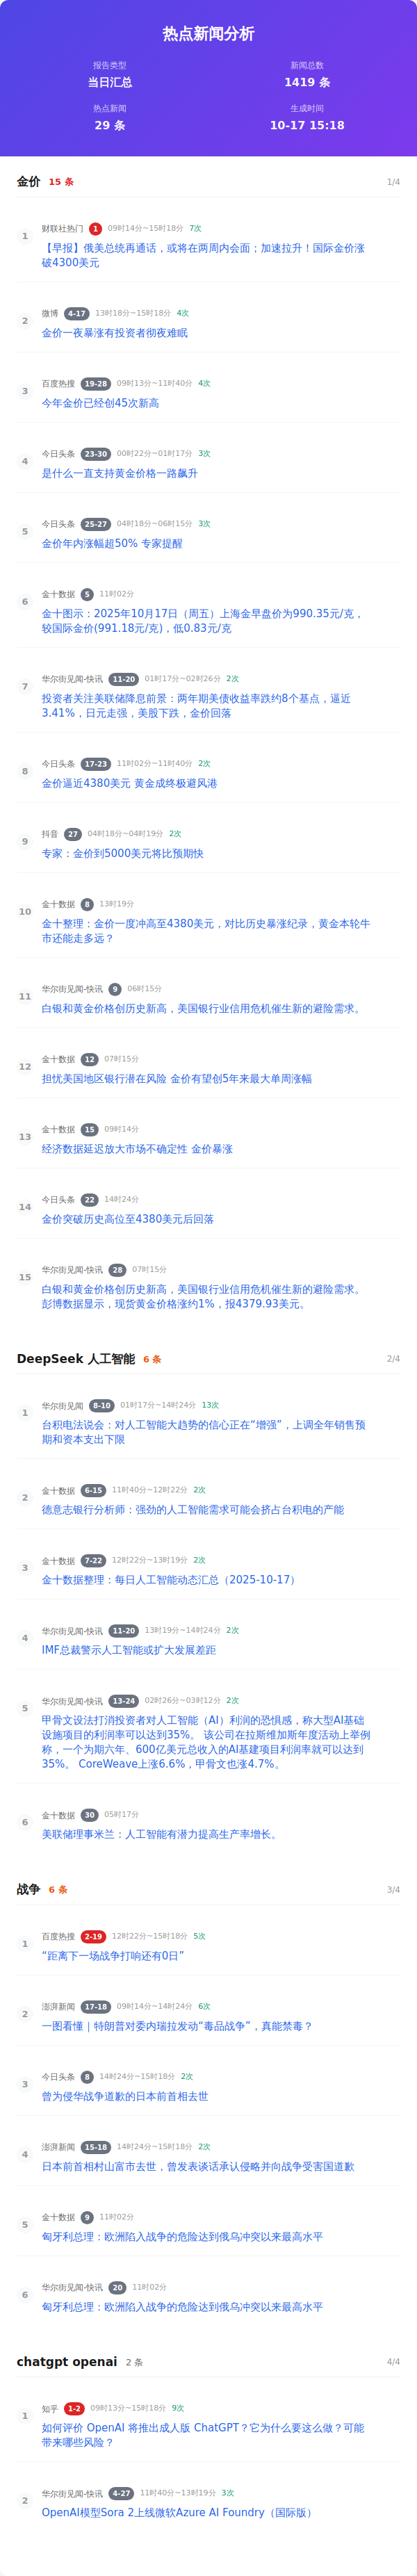 热点新闻分析
报告类型
新闻总数
当日汇总
1419 条
热点新闻
生成时间
29 条
10-17 15:18
金价 15 条 1/4
1 财联社热门 1 09时14分~15时18分 7次
【早报】俄美总统再通话，或将在两周内会面；加速拉升！国际金价涨
破4300美元
2 微博 4-17 13时18分~15时18分 4次
金价一夜暴涨有投资者彻夜难眠
3 百度热搜 19-28 09时13分~11时40分 4次
今年金价已经创45次新高
4 今日头条 23-30 00时22分~01时17分 3次
是什么一直支持黄金价格一路飙升
5 今日头条 25-27 04时18分~06时15分 3次
金价年内涨幅超50% 专家提醒
6 金十数据 5 11时02分
金十图示：2025年10月17日（周五）上海金早盘价为990.35元/克，
较国际金价(991.18元/克)，低0.83元/克
7 华尔街见闻-快讯 11-20 01时17分~02时26分 2次
投资者关注美联储降息前景：两年期美债收益率跌约8个基点，逼近
3.41%，日元走强，美股下跌，金价回落
8 今日头条 17-23 11时02分~11时40分 2次
金价逼近4380美元 黄金成终极避风港
9 抖音 27 04时18分~04时19分 2次
专家：金价到5000美元将比预期快
10 金十数据 8 13时19分
金十整理：金价一度冲高至4380美元，对比历史暴涨纪录，黄金本轮牛
市还能走多远？
11 华尔街见闻-快讯 9 06时15分
白银和黄金价格创历史新高，美国银行业信用危机催生新的避险需求。
12 金十数据 12 07时15分
担忧美国地区银行潜在风险 金价有望创5年来最大单周涨幅
13 金十数据 15 09时14分
经济数据延迟放大市场不确定性 金价暴涨
14 今日头条 22 14时24分
金价突破历史高位至4380美元后回落
15 华尔街见闻-快讯 28 07时15分
白银和黄金价格创历史新高，美国银行业信用危机催生新的避险需求。
彭博数据显示，现货黄金价格涨约1%，报4379.93美元。
DeepSeek 人工智能 6 条 2/4
1 华尔街见闻 8-10 01时17分~14时24分 13次
台积电法说会：对人工智能大趋势的信心正在“增强”，上调全年销售预
期和资本支出下限
2 金十数据 6-15 11时40分~12时22分 2次
德意志银行分析师：强劲的人工智能需求可能会挤占台积电的产能
3 金十数据 7-22 12时22分~13时19分 2次
金十数据整理：每日人工智能动态汇总（2025-10-17）
4 华尔街见闻-快讯 11-20 13时19分~14时24分 2次
IMF总裁警示人工智能或扩大发展差距
5 华尔街见闻-快讯 13-24 02时26分~03时12分 2次
甲骨文设法打消投资者对人工智能（AI）利润的恐惧感，称大型AI基础
设施项目的利润率可以达到35%。 该公司在拉斯维加斯年度活动上举例
称，一个为期六年、600亿美元总收入的AI基建项目利润率就可以达到
35%。 CoreWeave上涨6.6%，甲骨文也涨4.7%。
6 金十数据 30 05时17分
美联储理事米兰：人工智能有潜力提高生产率增长。
战争 6 条 3/4
1 百度热搜 2-19 12时22分~15时18分 5次
“距离下一场战争打响还有0日”
2 澎湃新闻 17-18 09时14分~14时24分 6次
一图看懂｜特朗普对委内瑞拉发动“毒品战争”，真能禁毒？
3 今日头条 8 14时24分~15时18分 2次
曾为侵华战争道歉的日本前首相去世
4 澎湃新闻 15-18 14时24分~15时18分 2次
日本前首相村山富市去世，曾发表谈话承认侵略并向战争受害国道歉
5 金十数据 9 11时02分
匈牙利总理：欧洲陷入战争的危险达到俄乌冲突以来最高水平
6 华尔街见闻-快讯 20 11时02分
匈牙利总理：欧洲陷入战争的危险达到俄乌冲突以来最高水平
chatgpt openai 2 条 4/4
1 知乎 1-2 09时13分~15时18分 9次
如何评价 OpenAI 将推出成人版 ChatGPT？它为什么要这么做？可能
带来哪些风险？
2 华尔街见闻-快讯 4-27 11时40分~13时19分 3次
OpenAI模型Sora 2上线微软Azure AI Foundry（国际版）